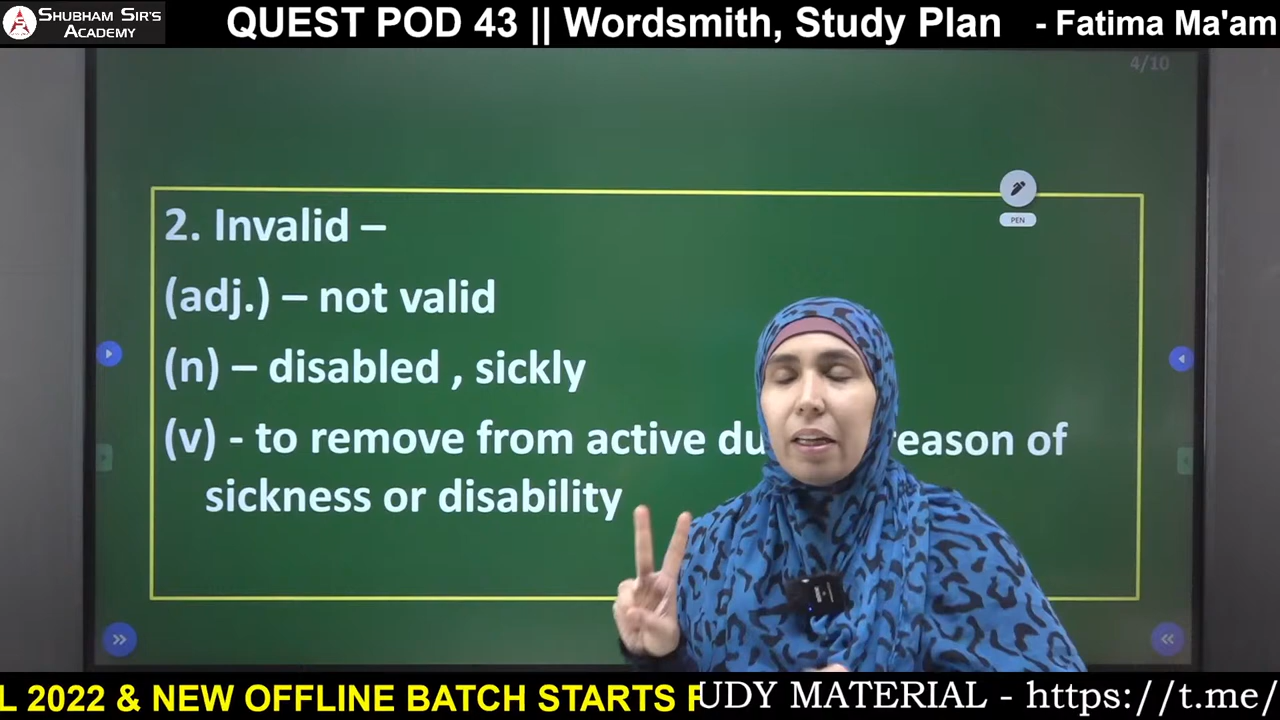 SHUBHAM SIR'S
ACADEMY
QUEST POD 43 || Wordsmith, Study Plan - Fatima Ma'am
4/10
PEN
2. Invalid –
(adj.) – not valid
(n) – disabled , sickly
(v) - to remove from active du reason of
sickness or disability
L 2022 & NEW OFFLINE BATCH STARTS F
UDY MATERIAL - https://t.me/